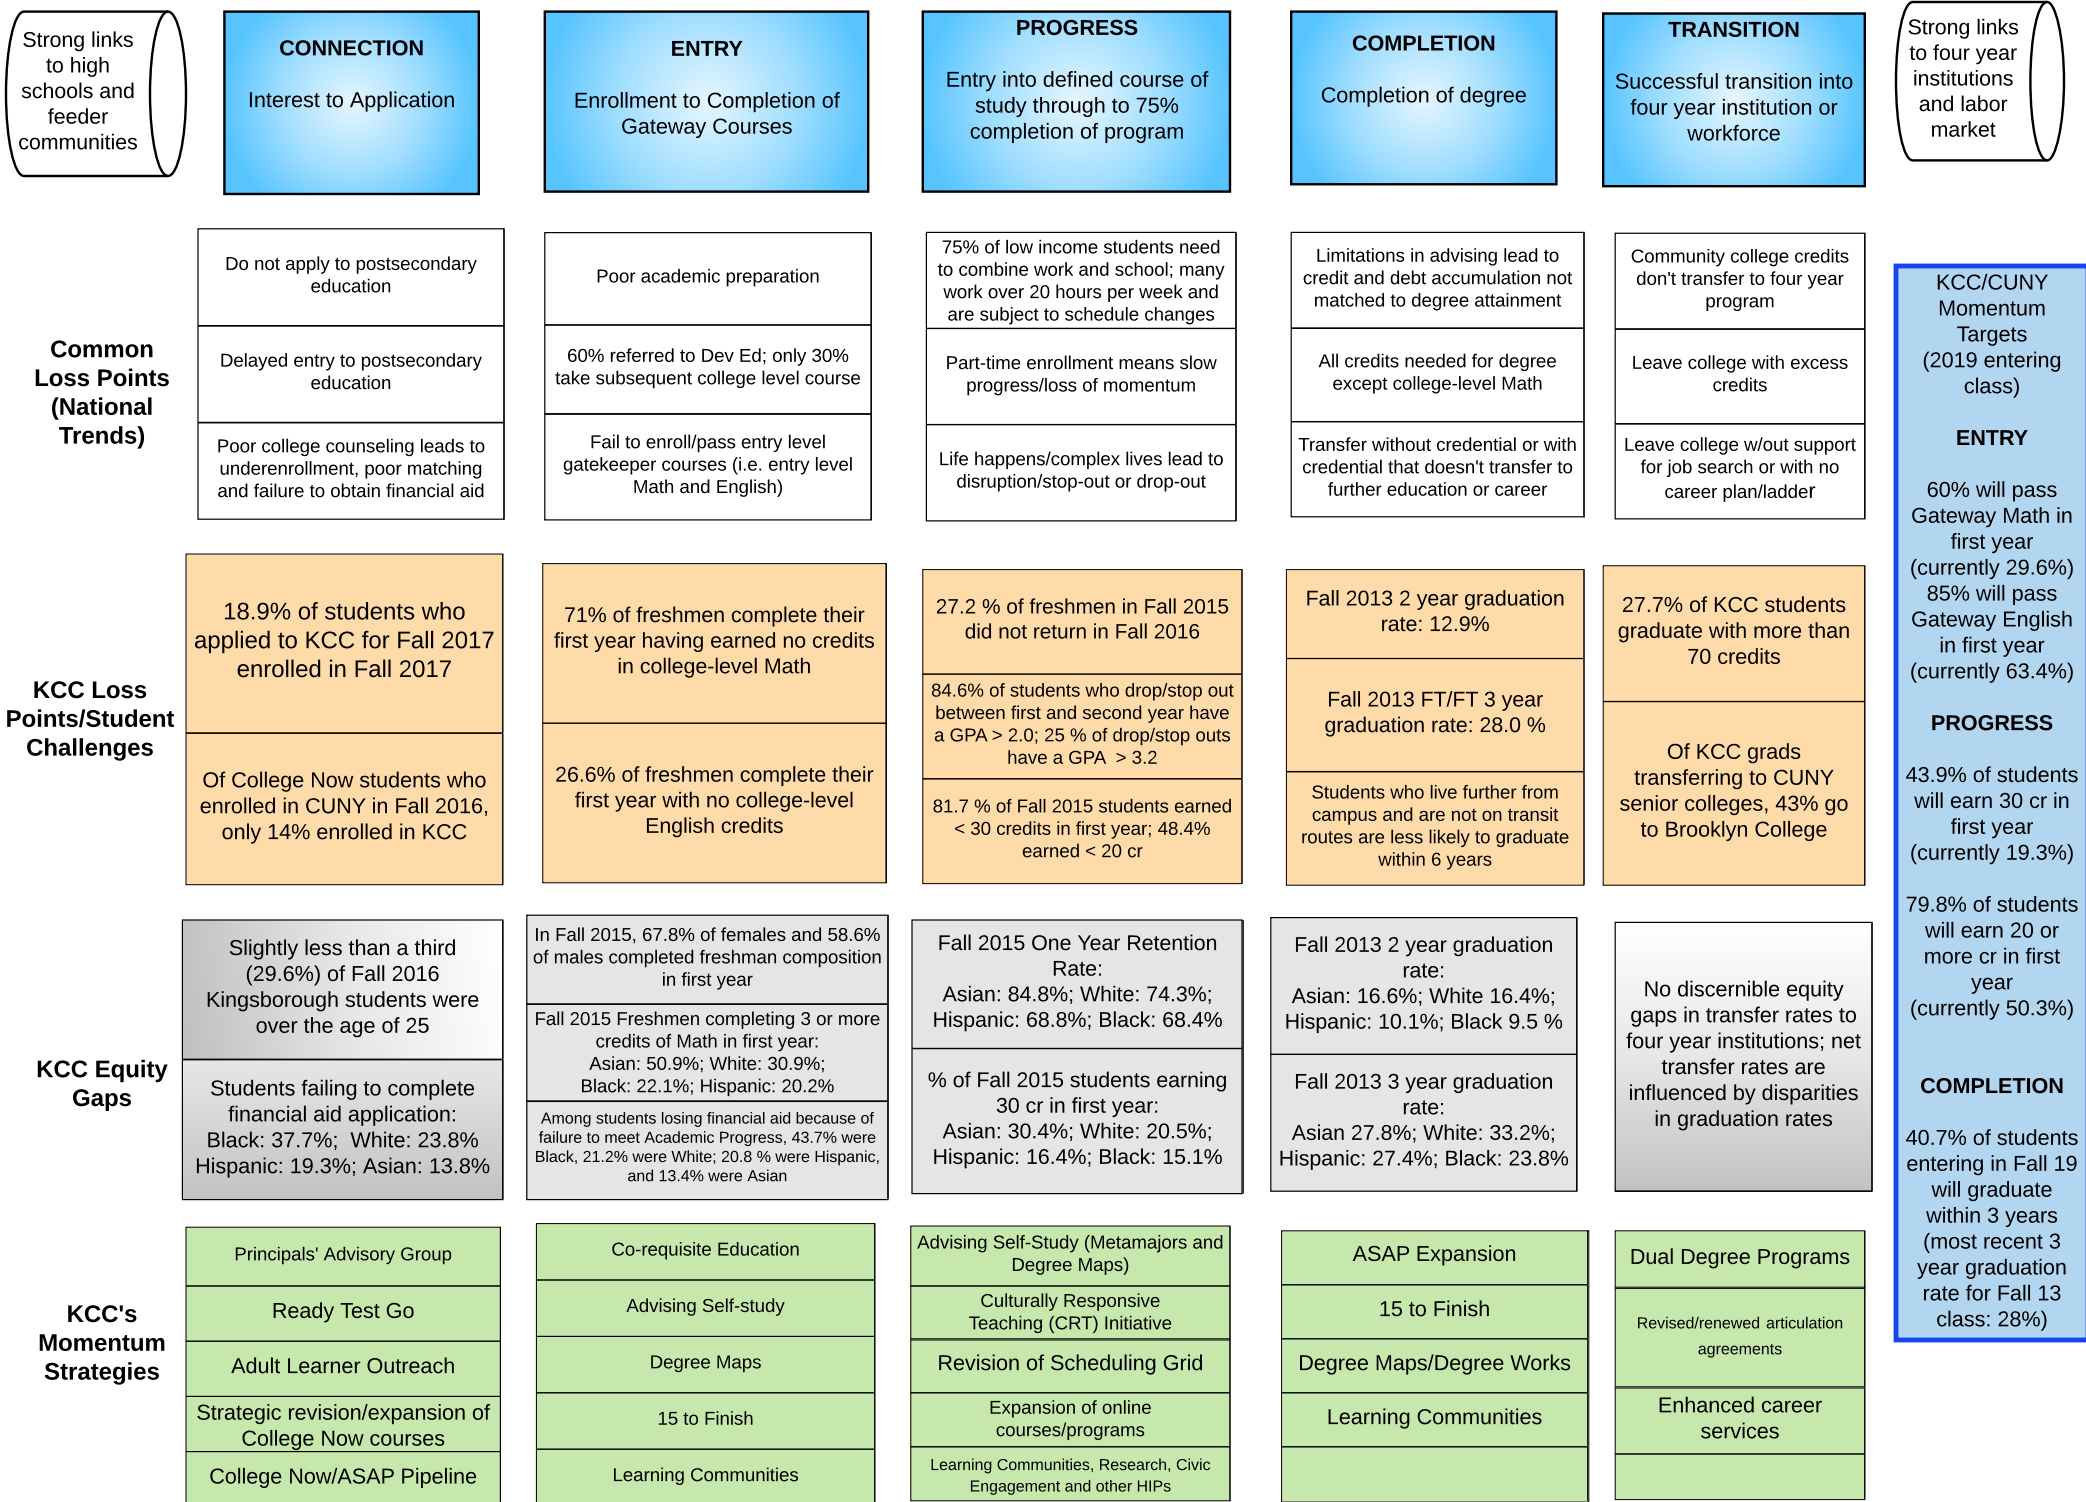 Strong links
to high
schools and
feeder
communities
CONNECTION
Interest to Application
ENTRY
Enrollment to Completion of
Gateway Courses
PROGRESS
Entry into defined course of
study through to 75%
completion of program
COMPLETION
Completion of degree
TRANSITION
Successful transition into
four year institution or
workforce
Strong links
to four year
institutions
and labor
market
Common
Loss Points
(National
Trends)
Do not apply to postsecondary
education
Delayed entry to postsecondary
education
Poor college counseling leads to
underenrollment, poor matching
and failure to obtain financial aid
Poor academic preparation
60% referred to Dev Ed; only 30%
take subsequent college level course
Fail to enroll/pass entry level
gatekeeper courses (i.e. entry level
Math and English)
75% of low income students need
to combine work and school; many
work over 20 hours per week and
are subject to schedule changes
Part-time enrollment means slow
progress/loss of momentum
Life happens/complex lives lead to
disruption/stop-out or drop-out
Limitations in advising lead to
credit and debt accumulation not
matched to degree attainment
All credits needed for degree
except college-level Math
Transfer without credential or with
credential that doesn't transfer to
further education or career
Community college credits
don't transfer to four year
program
Leave college with excess
credits
Leave college w/out support
for job search or with no
career plan/ladder
KCC Loss
Points/Student
Challenges
18.9% of students who
applied to KCC for Fall 2017
enrolled in Fall 2017
Of College Now students who
enrolled in CUNY in Fall 2016,
only 14% enrolled in KCC
71% of freshmen complete their
first year having earned no credits
in college-level Math
26.6% of freshmen complete their
first year with no college-level
English credits
27.2 % of freshmen in Fall 2015
did not return in Fall 2016
84.6% of students who drop/stop out
between first and second year have
a GPA > 2.0; 25 % of drop/stop outs
have a GPA  > 3.2
81.7 % of Fall 2015 students earned
< 30 credits in first year; 48.4%
earned < 20 cr
Fall 2013 2 year graduation
rate: 12.9%
Fall 2013 FT/FT 3 year
graduation rate: 28.0 %
Students who live further from
campus and are not on transit
routes are less likely to graduate
within 6 years
27.7% of KCC students
graduate with more than
70 credits
Of KCC grads
transferring to CUNY
senior colleges, 43% go
to Brooklyn College
KCC Equity
Gaps
Slightly less than a third
(29.6%) of Fall 2016
Kingsborough students were
over the age of 25
Students failing to complete
financial aid application:
Black: 37.7%;  White: 23.8%
Hispanic: 19.3%; Asian: 13.8%
In Fall 2015, 67.8% of females and 58.6%
of males completed freshman composition
in first year
Fall 2015 Freshmen completing 3 or more
credits of Math in first year:
Asian: 50.9%; White: 30.9%;
Black: 22.1%; Hispanic: 20.2%
Among students losing financial aid because of
failure to meet Academic Progress, 43.7% were
Black, 21.2% were White; 20.8 % were Hispanic,
and 13.4% were Asian
Fall 2015 One Year Retention
Rate:
Asian: 84.8%; White: 74.3%;
Hispanic: 68.8%; Black: 68.4%
% of Fall 2015 students earning
30 cr in first year:
Asian: 30.4%; White: 20.5%;
Hispanic: 16.4%; Black: 15.1%
Fall 2013 2 year graduation
rate:
Asian: 16.6%; White 16.4%;
Hispanic: 10.1%; Black 9.5 %
Fall 2013 3 year graduation
rate:
Asian 27.8%; White: 33.2%;
Hispanic: 27.4%; Black: 23.8%
No discernible equity
gaps in transfer rates to
four year institutions; net
transfer rates are
influenced by disparities
in graduation rates
KCC's
Momentum
Strategies
Principals' Advisory Group
Ready Test Go
Adult Learner Outreach
Strategic revision/expansion of
College Now courses
College Now/ASAP Pipeline
Co-requisite Education
Advising Self-study
Degree Maps
15 to Finish
Learning Communities
Advising Self-Study (Metamajors and
Degree Maps)
Culturally Responsive
Teaching (CRT) Initiative
Revision of Scheduling Grid
Expansion of online
courses/programs
Learning Communities, Research, Civic
Engagement and other HIPs
ASAP Expansion
15 to Finish
Degree Maps/Degree Works
Learning Communities
Dual Degree Programs
Revised/renewed articulation
agreements
Enhanced career
services
KCC/CUNY
Momentum
Targets
(2019 entering
class)
ENTRY
60% will pass
Gateway Math in
first year
(currently 29.6%)
85% will pass
Gateway English
in first year
(currently 63.4%)
PROGRESS
43.9% of students
will earn 30 cr in
first year
(currently 19.3%)
79.8% of students
will earn 20 or
more cr in first
year
(currently 50.3%)
COMPLETION
40.7% of students
entering in Fall 19
will graduate
within 3 years
(most recent 3
year graduation
rate for Fall 13
class: 28%)